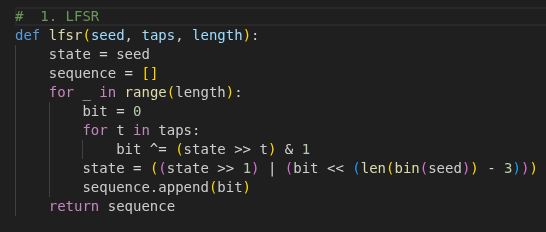 #  1. LFSR
def lfsr(seed, taps, length):
    state = seed
    sequence = []
    for _ in range(length):
        bit = 0
        for t in taps:
            bit ^= (state >> t) & 1
        state = ((state >> 1) | (bit << (len(bin(seed)) - 3)))
        sequence.append(bit)
    return sequence